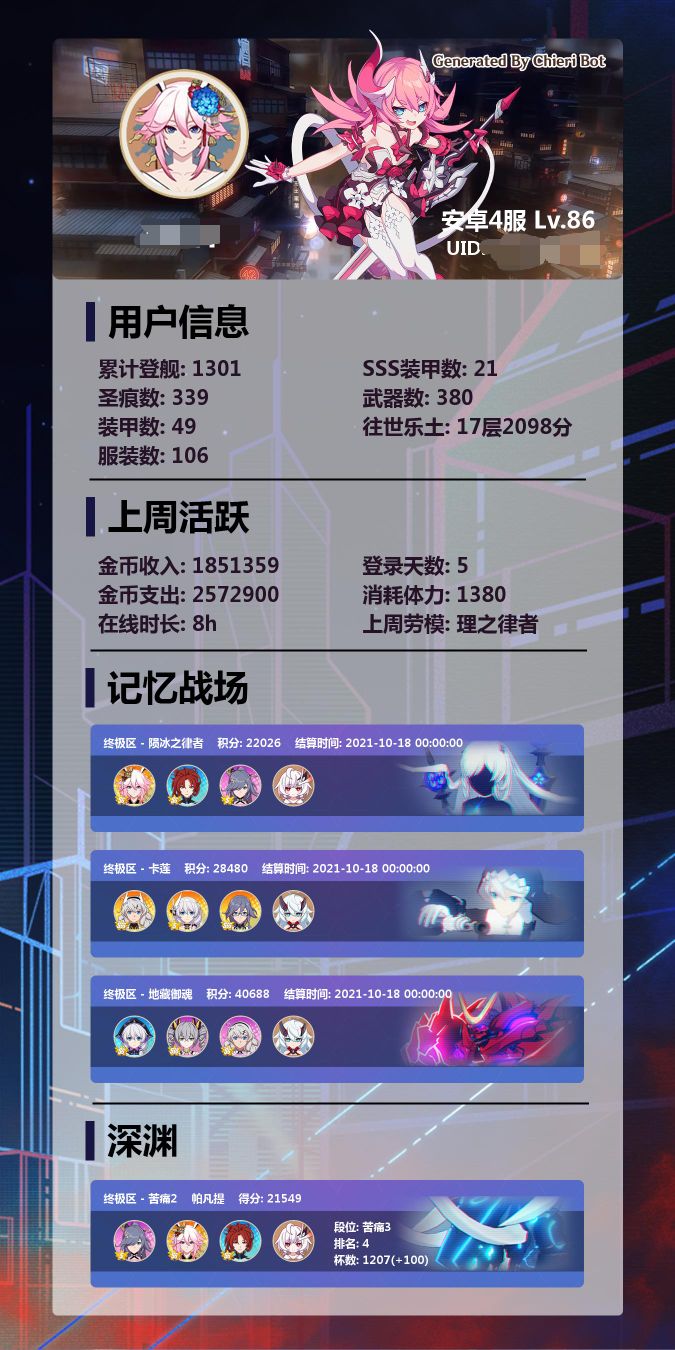 Generated By Chieri Bot
安卓4服 Lv.86
UID:
用户信息
累计登舰: 1301
SSS装甲数: 21
圣痕数: 339
武器数: 380
装甲数: 49
往世乐土: 17层2098分
服装数: 106
上周活跃
金币收入: 1851359
登录天数: 5
金币支出: 2572900
消耗体力: 1380
在线时长: 8h
上周劳模: 理之律者
记忆战场
终极区 - 陨冰之律者 积分: 22026 结算时间: 2021-10-18 00:00:00
终极区 - 卡莲 积分: 28480 结算时间: 2021-10-18 00:00:00
终极区 - 地藏御魂 积分: 40688 结算时间: 2021-10-18 00:00:00
深渊
终极区 - 苦痛2 帕凡提 得分: 21549
段位: 苦痛3
排名: 4
杯数: 1207(+100)